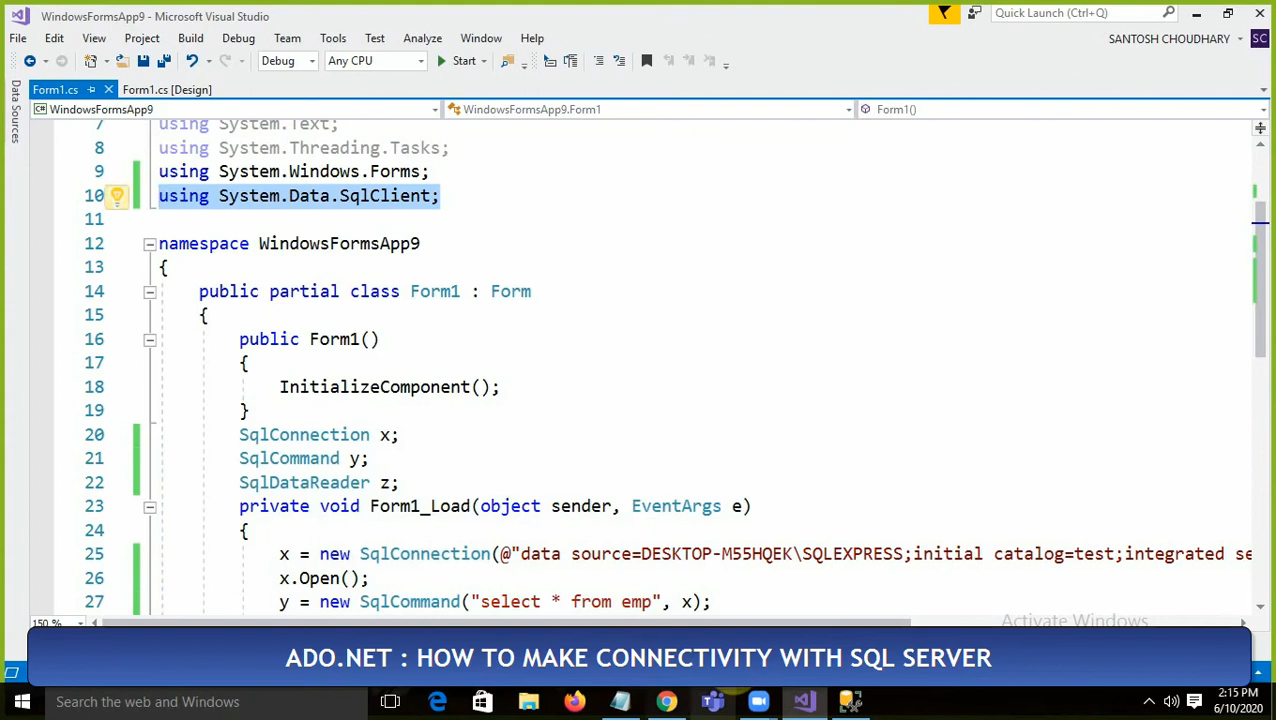 WindowsFormsApp9 - Microsoft Visual Studio
Quick Launch (Ctrl+Q)
File Edit View Project Build Debug Team Tools Test Analyze Window Help
SANTOSH CHOUDHARY SC
Debug Any CPU Start
Data Sources
Form1.cs Form1.cs [Design]
WindowsFormsApp9 WindowsFormsApp9.Form1 Form1()
7 using System.Text;
8 using System.Threading.Tasks;
9 using System.Windows.Forms;
10 using System.Data.SqlClient;
11
12 namespace WindowsFormsApp9
13 {
14 public partial class Form1 : Form
15 {
16 public Form1()
17 {
18 InitializeComponent();
19 }
20 SqlConnection x;
21 SqlCommand y;
22 SqlDataReader z;
23 private void Form1_Load(object sender, EventArgs e)
24 {
25 x = new SqlConnection(@"data source=DESKTOP-M55HQEK\SQLEXPRESS;initial catalog=test;integrated se
26 x.Open();
27 y = new SqlCommand("select * from emp", x);
150 %
Activate Windows
ADO.NET : HOW TO MAKE CONNECTIVITY WITH SQL SERVER
Search the web and Windows
2:15 PM
6/10/2020